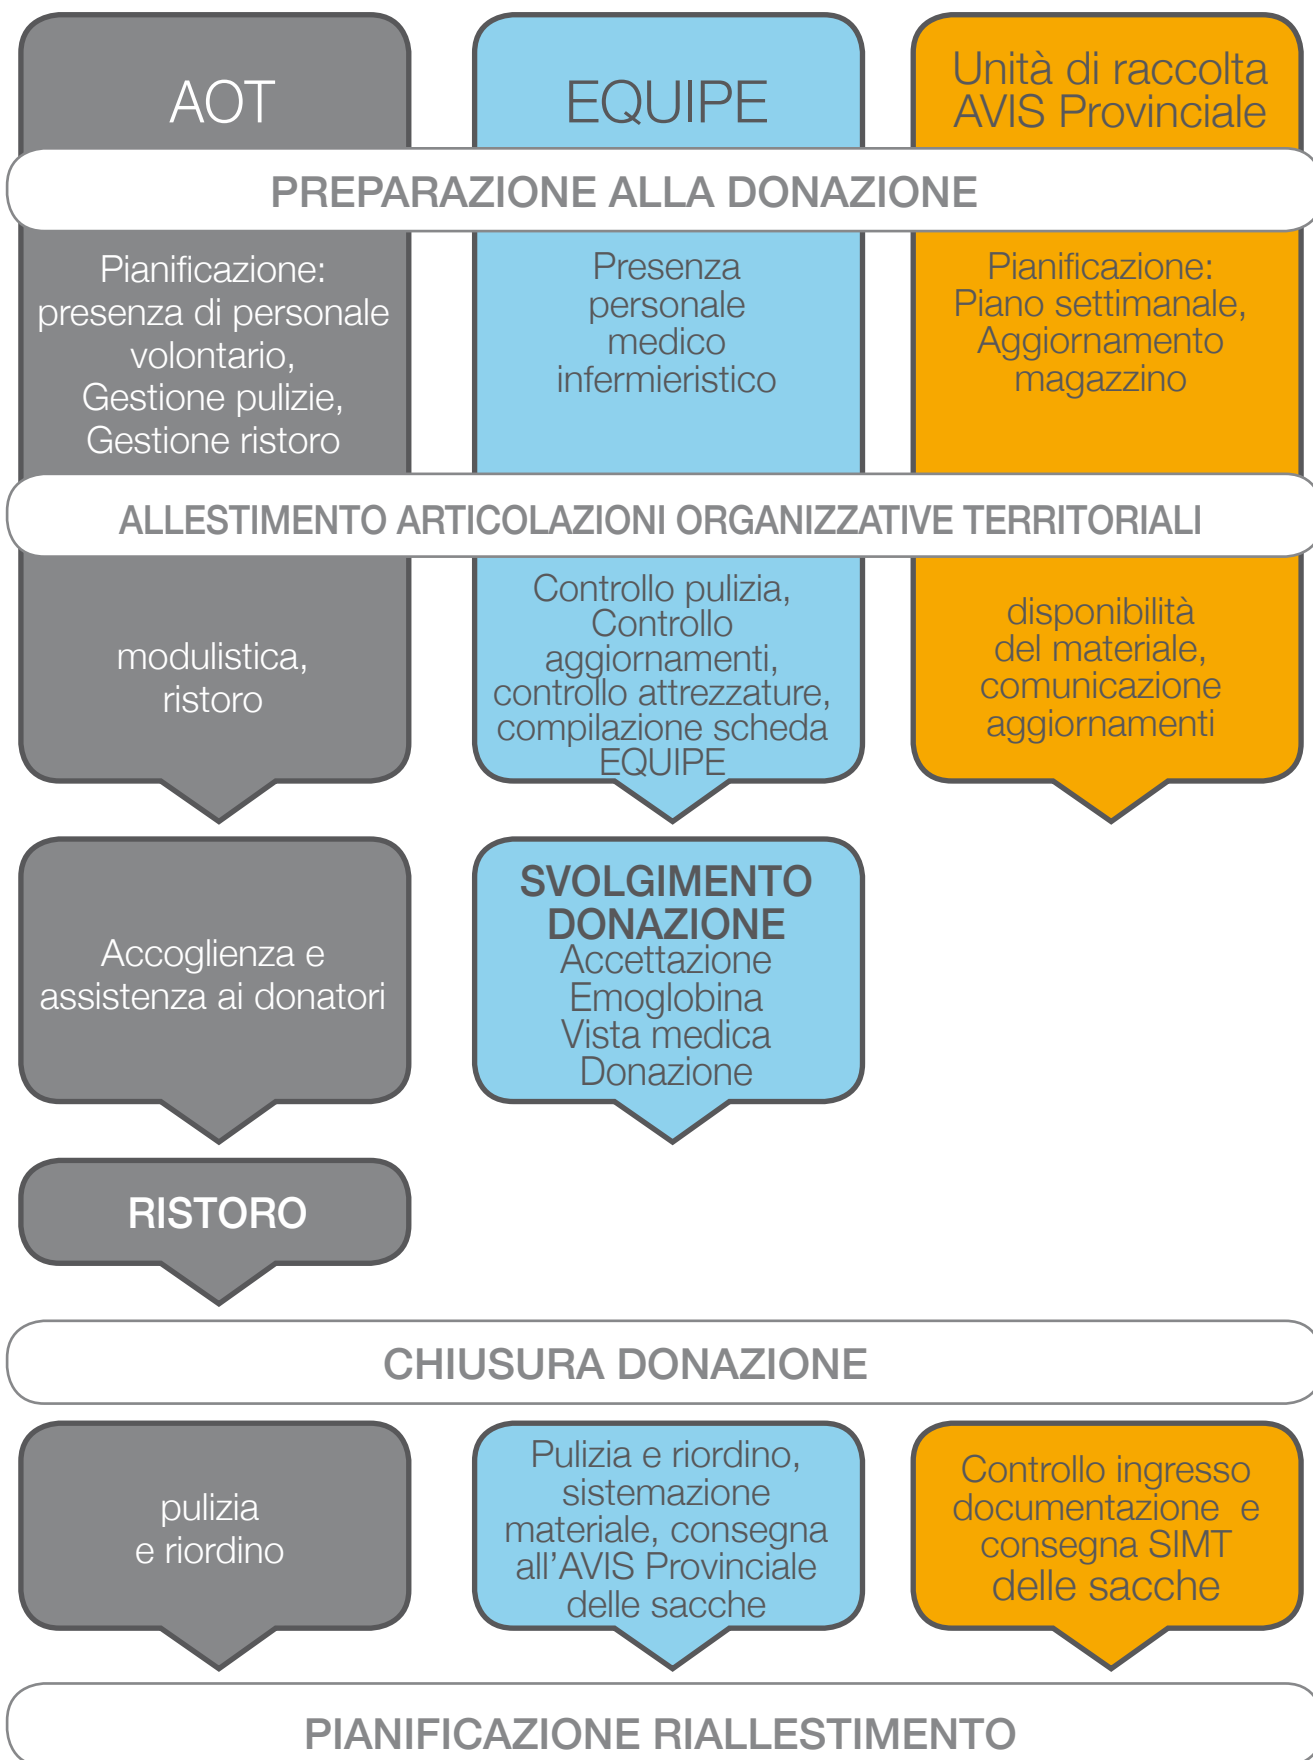 AOT
EQUIPE
Unità di raccolta
AVIS Provinciale
PREPARAZIONE ALLA DONAZIONE
Pianificazione:
presenza di personale
volontario,
Gestione pulizie,
Gestione ristoro
Presenza
personale
medico
infermieristico
Pianificazione:
Piano settimanale,
Aggiornamento
magazzino
ALLESTIMENTO ARTICOLAZIONI ORGANIZZATIVE TERRITORIALI
modulistica,
ristoro
Controllo pulizia,
Controllo
aggiornamenti,
controllo attrezzature,
compilazione scheda
EQUIPE
disponibilità
del materiale,
comunicazione
aggiornamenti
Accoglienza e
assistenza ai donatori
SVOLGIMENTO
DONAZIONE
Accettazione
Emoglobina
Vista medica
Donazione
RISTORO
CHIUSURA DONAZIONE
pulizia
e riordino
Pulizia e riordino,
sistemazione
materiale, consegna
all'AVIS Provinciale
delle sacche
Controllo ingresso
documentazione e
consegna SIMT
delle sacche
PIANIFICAZIONE RIALLESTIMENTO